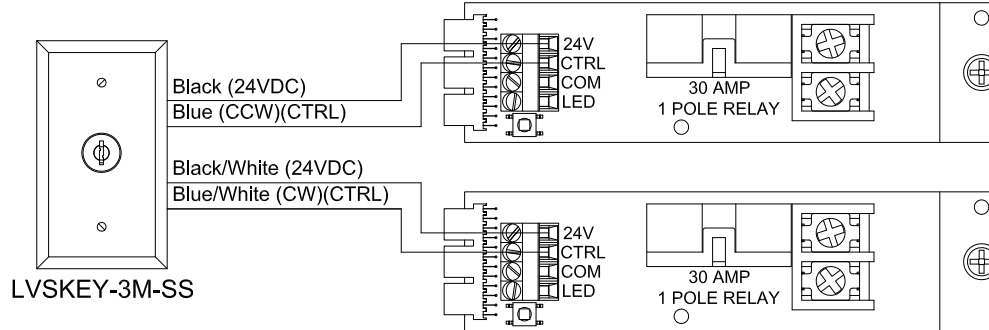 Black (24VDC)
Blue (CCW)(CTRL)
Black/White (24VDC)
Blue/White (CW)(CTRL)
LVSKEY-3M-SS
24V
CTRL
COM
LED
30 AMP
1 POLE RELAY
24V
CTRL
COM
LED
30 AMP
1 POLE RELAY